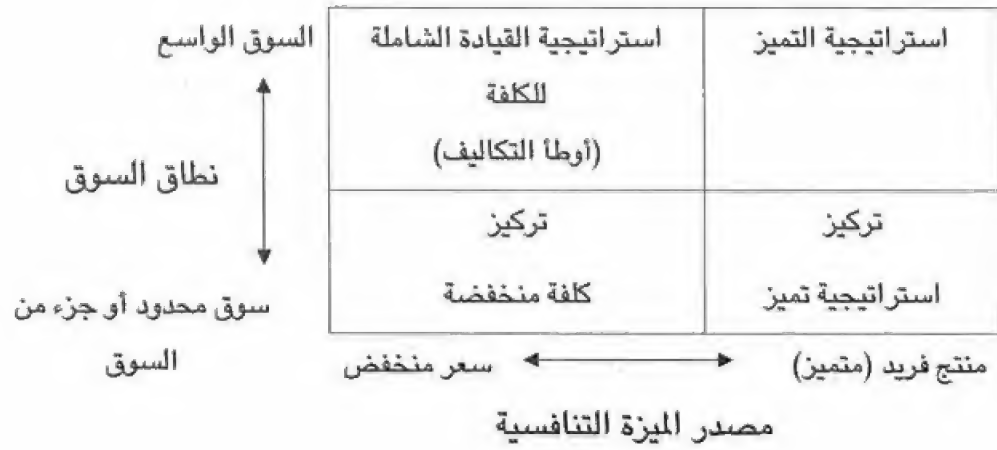 استراتيجية التميز
استراتيجية القيادة الشاملة
للكلفة
(أوطأ التكاليف)
السوق الواسع
نطاق السوق
تركيز
استراتيجية تميز
تركيز
كلفة منخفضة
سوق محدود أو جزء من
السوق
منتج فريد (متميز)
سعر منخفض
مصدر الميزة التنافسية